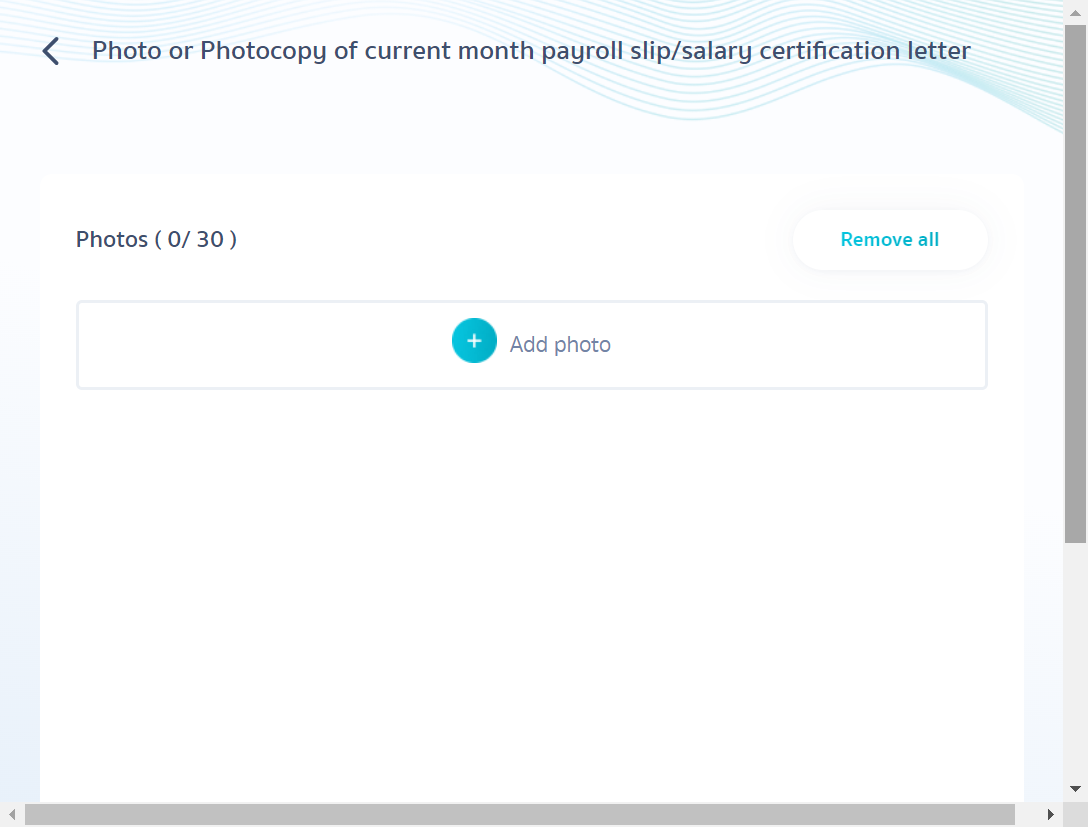 Photo or Photocopy of current month payroll slip/salary certification letter
Photos ( 0/ 30 )
Remove all
Add photo